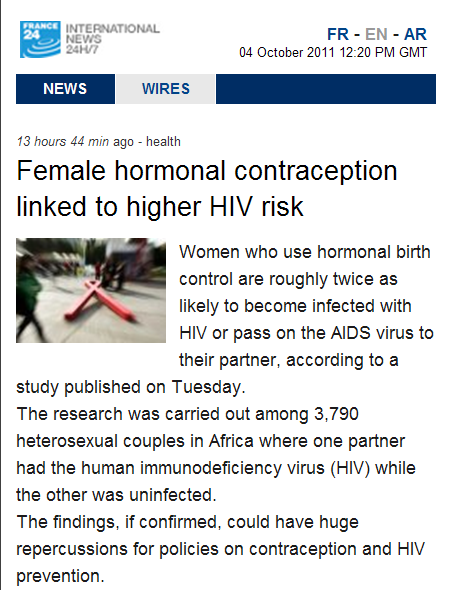 FRANCE 24
INTERNATIONAL
NEWS
24H/7
FR - EN - AR
04 October 2011 12:20 PM GMT
NEWS WIRES
13 hours 44 min ago - health
Female hormonal contraception
linked to higher HIV risk
Women who use hormonal birth
control are roughly twice as
likely to become infected with
HIV or pass on the AIDS virus to
their partner, according to a
study published on Tuesday.
The research was carried out among 3,790
heterosexual couples in Africa where one partner
had the human immunodeficiency virus (HIV) while
the other was uninfected.
The findings, if confirmed, could have huge
repercussions for policies on contraception and HIV
prevention.